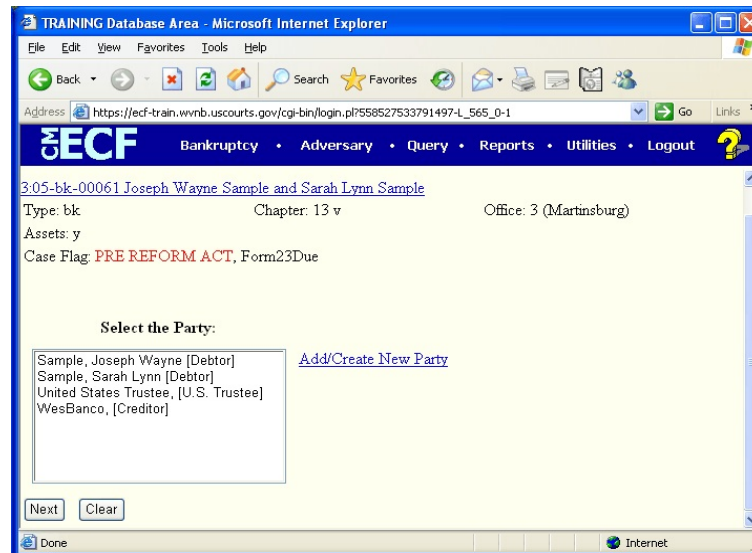 TRAINING Database Area - Microsoft Internet Explorer
File Edit View Favorites Tools Help
Back Search Favorites
Address https://ecf-train.wvnb.uscourts.gov/cgi-bin/login.pl?558527533791497-L_565_0-1 Go Links
CM ECF Bankruptcy • Adversary • Query • Reports • Utilities • Logout ?
3:05-bk-00061 Joseph Wayne Sample and Sarah Lynn Sample
Type: bk Chapter: 13 v Office: 3 (Martinsburg)
Assets: y
Case Flag: PRE REFORM ACT, Form23Due
Select the Party:
Sample, Joseph Wayne [Debtor] Add/Create New Party
Sample, Sarah Lynn [Debtor]
United States Trustee, [U.S. Trustee]
WesBanco, [Creditor]
Next Clear
Done Internet